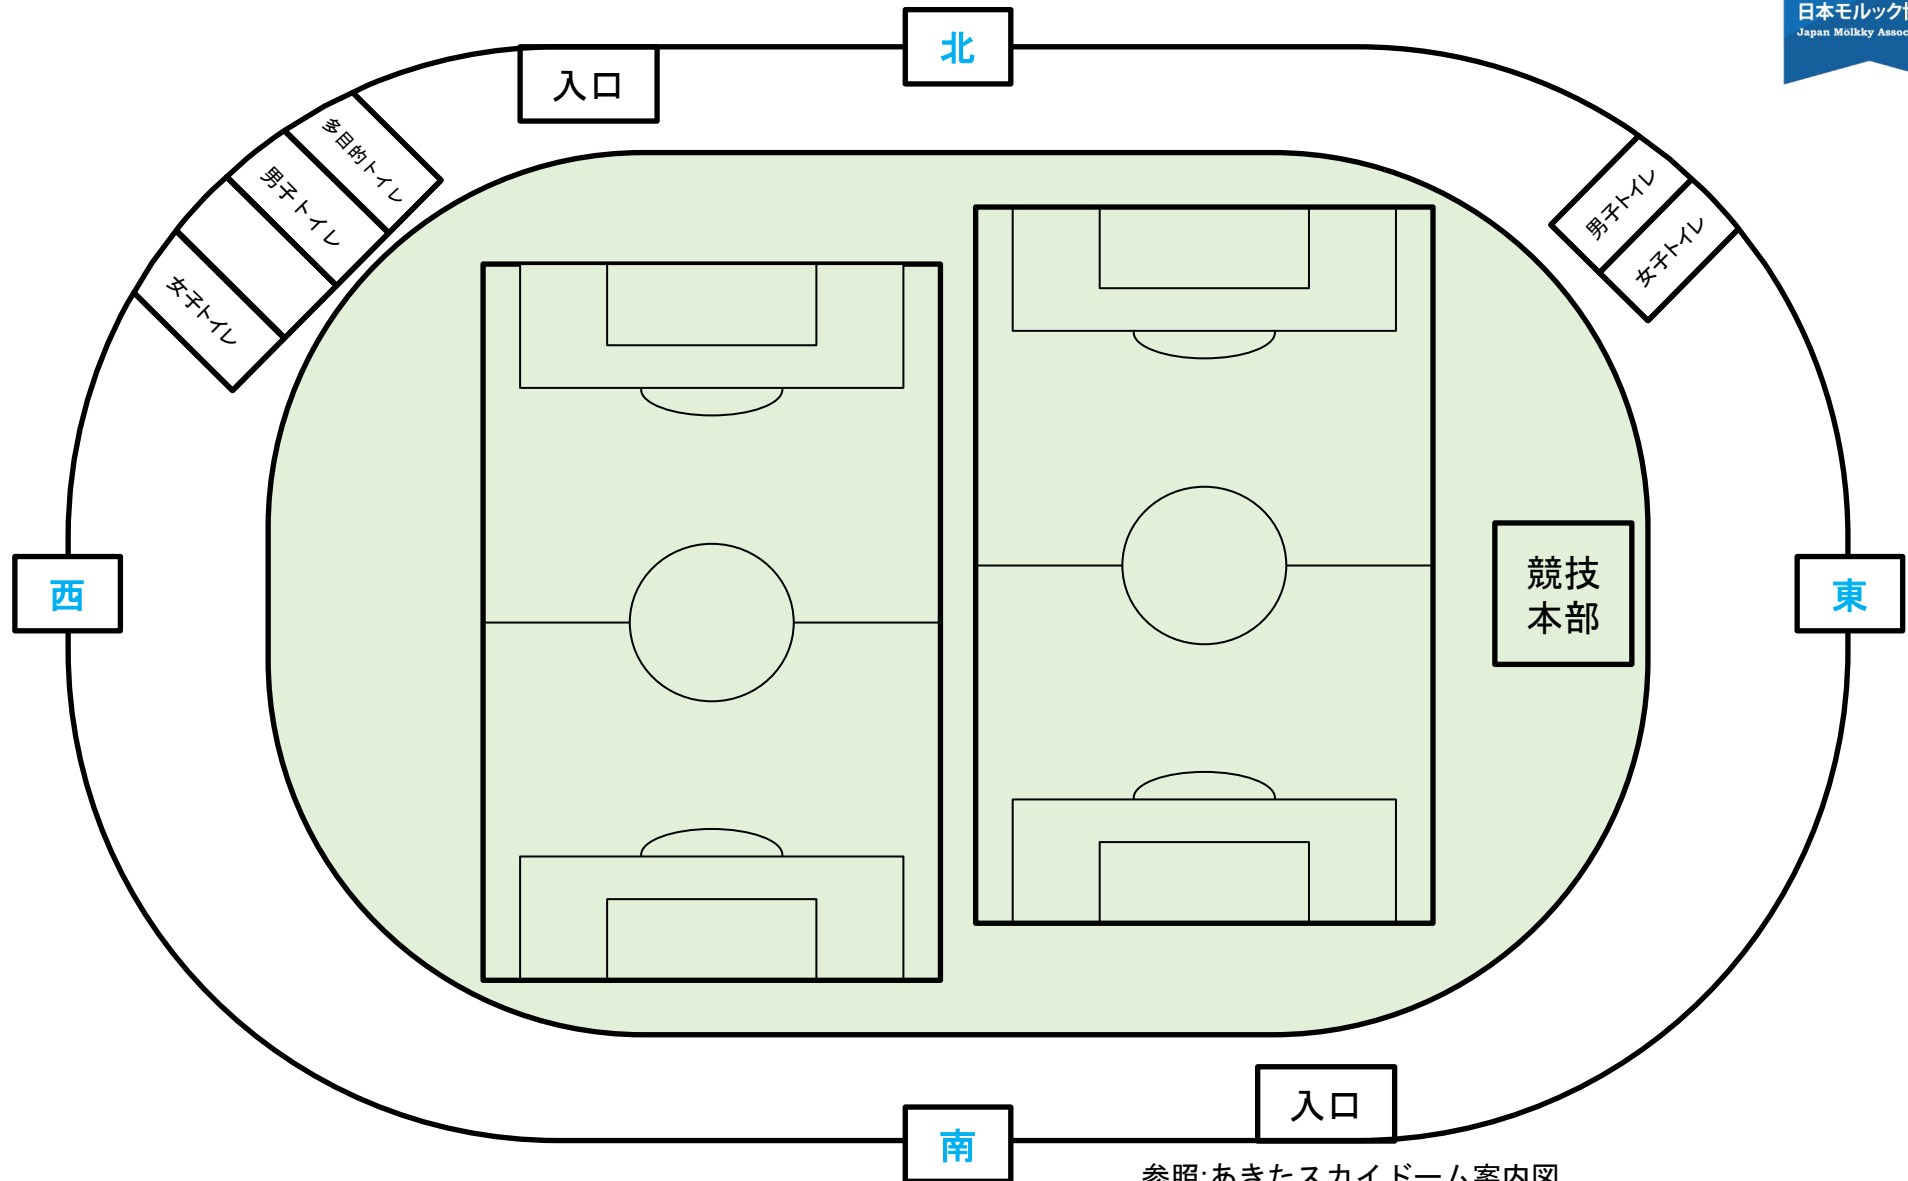 日本モルック
Japan Mölkky Assoc
北
入口
多目的トイレ
男子トイレ
女子トイレ
男子トイレ
女子トイレ
西
競技
本部
東
入口
南
参照:あきたスカイドーム案内図